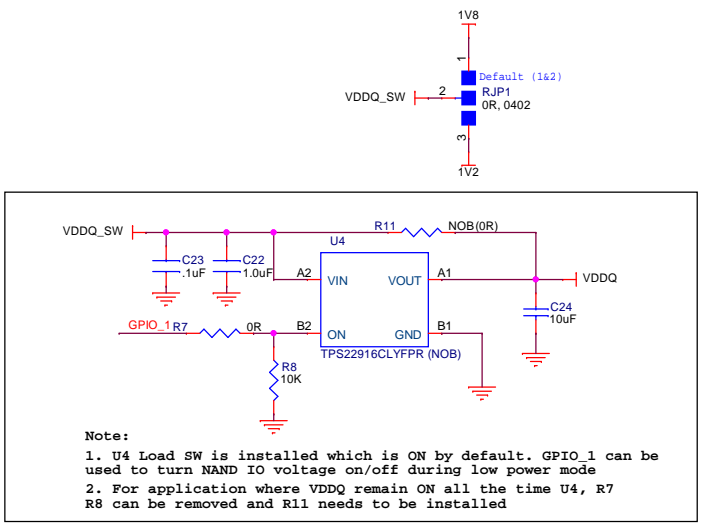 1V8
1
Default (1&2)
VDDQ_SW 2 RJP1
0R, 0402
3
1V2
VDDQ_SW R11 NOB(0R)
U4
C23 C22
.1uF 1.0uF
A2 VIN VOUT A1 VDDQ
C24
10uF
GPIO_1 R7 0R B2 ON GND B1
TPS22916CLYFPR (NOB)
R8
10K
Note:
1. U4 Load SW is installed which is ON by default. GPIO_1 can be
used to turn NAND IO voltage on/off during low power mode
2. For application where VDDQ remain ON all the time U4, R7
R8 can be removed and R11 needs to be installed